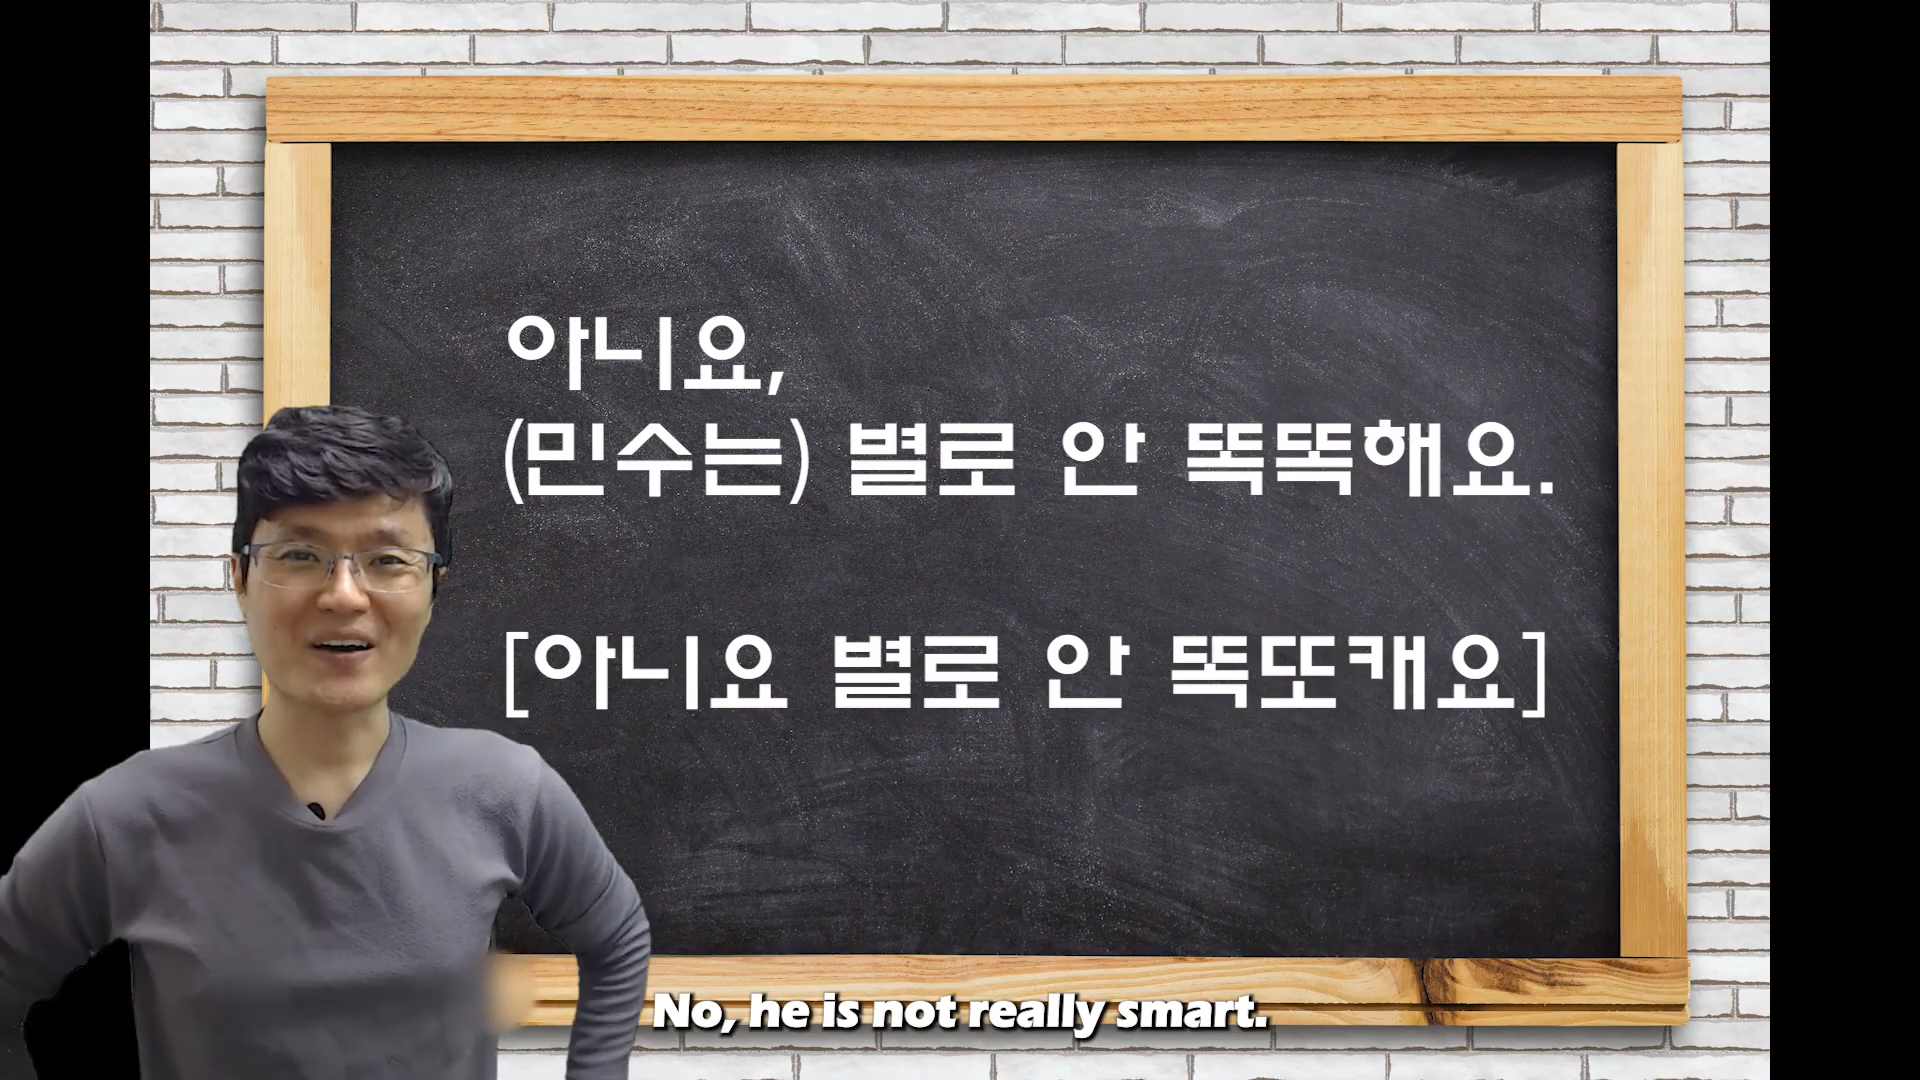 아니요,
(민수는) 별로 안 똑똑해요.
[아니요 별로 안 똑또캐요]
No, he is not really smart.